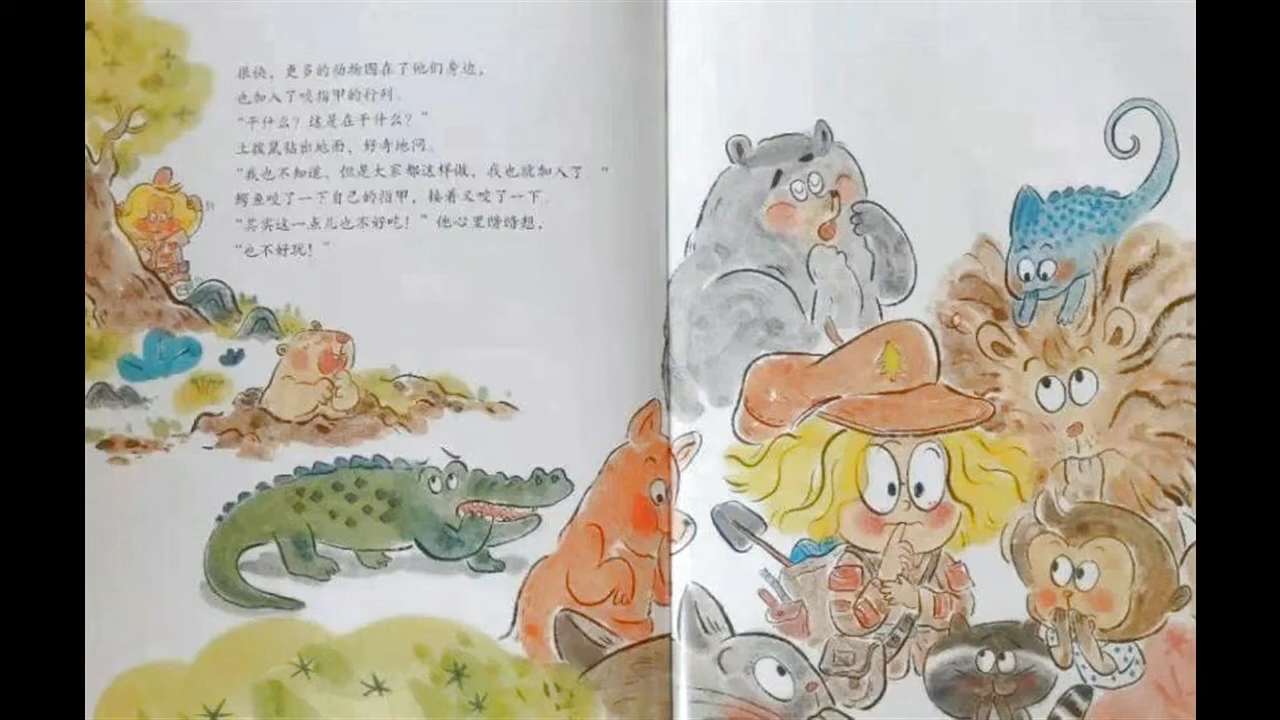 很快，更多的动物围在了他们身边，
也加入了咬指甲的行列。
“干什么？这是在干什么？”
土拨鼠钻出地面，好奇地问。
“我也不知道，但是大家都这样做，我也就加入了。”
鳄鱼咬了一下自己的指甲，接着又咬了一下。
“其实这一点儿也不好吃！”他心里悄悄想，
“也不好玩！”